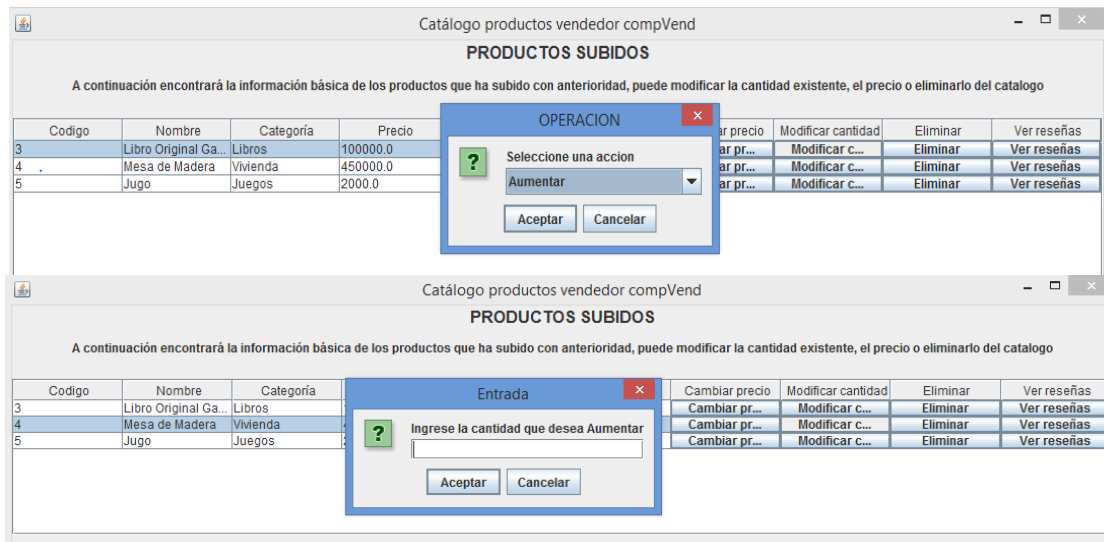 Catálogo productos vendedor compVend
PRODUCTOS SUBIDOS
A continuación encontrará la información básica de los productos que ha subido con anterioridad, puede modificar la cantidad existente, el precio o eliminarlo del catalogo
OPERACION
Codigo Nombre Categoría Precio ar precio Modificar cantidad Eliminar Ver reseñas
3 Libro Original Ga... Libros 100000.0 ar pr... Modificar c... Eliminar Ver reseñas
4 Mesa de Madera Vivienda 450000.0 ar pr... Modificar c... Eliminar Ver reseñas
5 Jugo Juegos 2000.0 ar pr... Modificar c... Eliminar Ver reseñas
Seleccione una accion
Aumentar
Aceptar Cancelar
Catálogo productos vendedor compVend
PRODUCTOS SUBIDOS
A continuación encontrará la información básica de los productos que ha subido con anterioridad, puede modificar la cantidad existente, el precio o eliminarlo del catalogo
Entrada
Codigo Nombre Categoría Cambiar precio Modificar cantidad Eliminar Ver reseñas
3 Libro Original Ga... Libros Cambiar pr... Modificar c... Eliminar Ver reseñas
4 Mesa de Madera Vivienda Cambiar pr... Modificar c... Eliminar Ver reseñas
5 Jugo Juegos Cambiar pr... Modificar c... Eliminar Ver reseñas
Ingrese la cantidad que desea Aumentar
Aceptar Cancelar